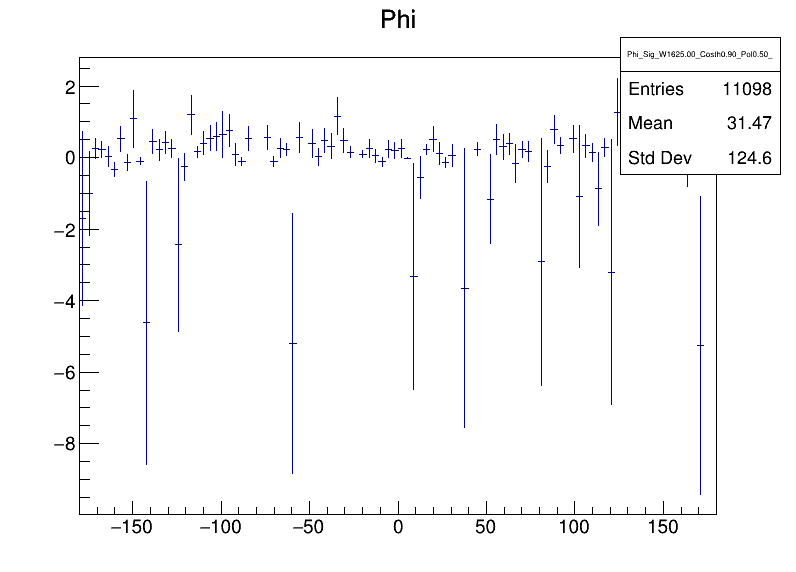 Phi
Phi_Sig_W1625.00_Costh0.90_Pol0.50_
Entries 11098
Mean 31.47
Std Dev 124.6
2
0
−2
−4
−6
−8
−150 −100 −50 0 50 100 150